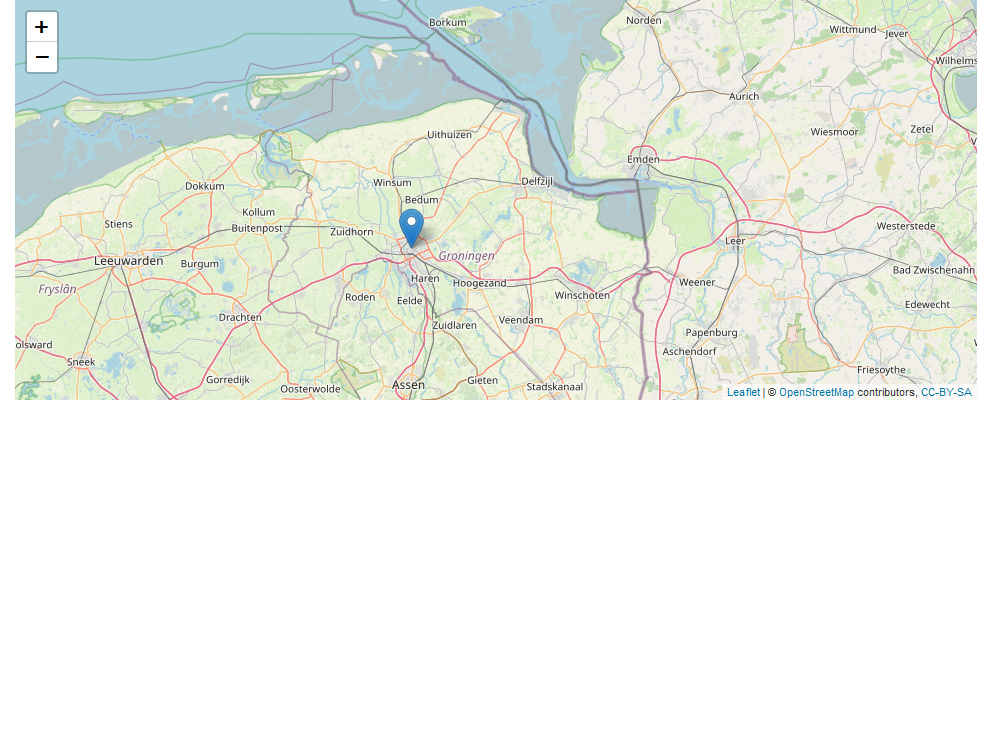 +
−
Borkum
Norden
Wittmund
Jever
Wilhelms
Aurich
Uithuizen
Wiesmoor
Zetel
V
Emden
Dokkum
Winsum
Delfzijl
Bedum
Kollum
Stiens
Buitenpost
Zuidhorn
Westerstede
Leer
Leeuwarden
Burgum
Groningen
Bad Zwischenahn
Fryslân
Haren
Hoogezand
Weener
Roden
Eelde
Winschoten
Edewecht
Drachten
Zuidlaren
Veendam
Papenburg
olsward
Aschendorf
Sneek
Friesoythe
Gorredijk
Oosterwolde
Assen
Gieten
Stadskanaal
Leaflet | © OpenStreetMap contributors, CC-BY-SA